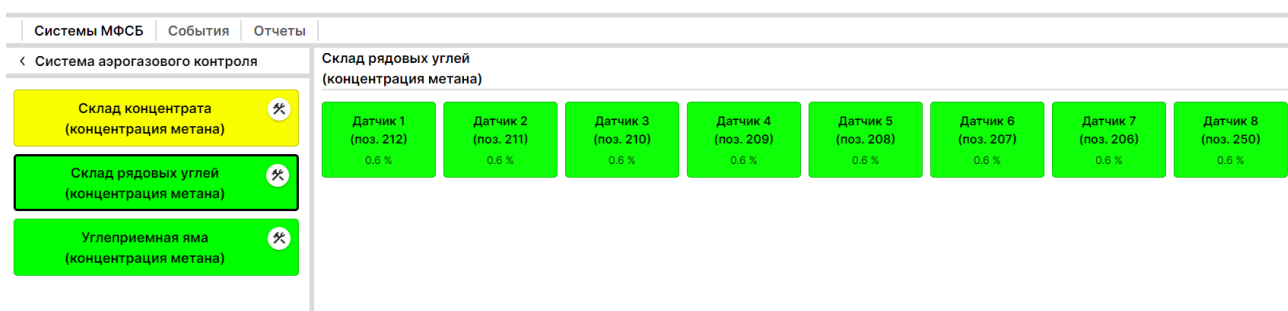 Системы МФСБ События Отчеты
Система аэрогазового контроля
Склад концентрата
(концентрация метана)
Склад рядовых углей
(концентрация метана)
Углеприемная яма
(концентрация метана)
Склад рядовых углей
(концентрация метана)
Датчик 1
(поз. 212)
0.6 %
Датчик 2
(поз. 211)
0.6 %
Датчик 3
(поз. 210)
0.6 %
Датчик 4
(поз. 209)
0.6 %
Датчик 5
(поз. 208)
0.6 %
Датчик 6
(поз. 207)
0.6 %
Датчик 7
(поз. 206)
0.6 %
Датчик 8
(поз. 250)
0.6 %